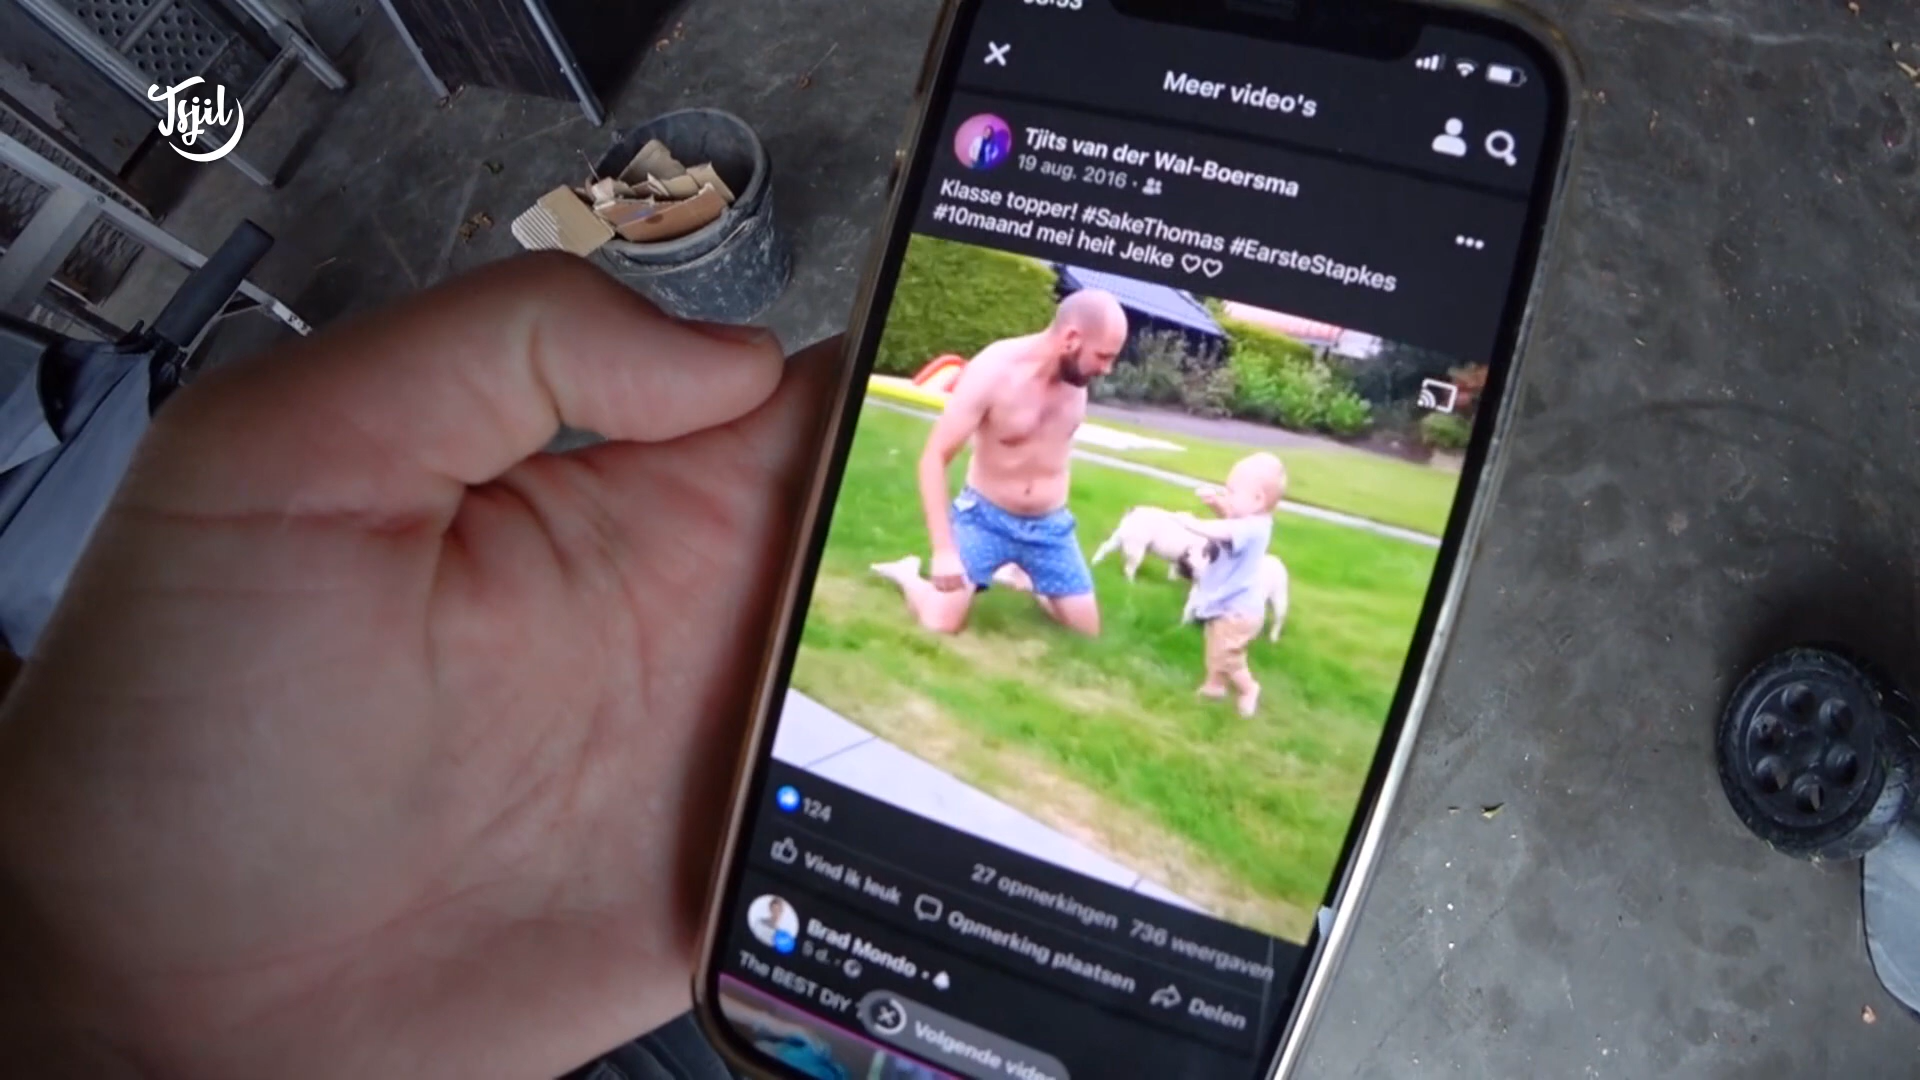 Tsjil
Meer video's
Tjits van der Wal-Boersma
19 aug. 2016
Klasse topper! #SakeThomas #EarsteStapkes
#10maand mei heit Jelke ♡♡
124
27 opmerkingen 736 weergaven
Vind ik leuk Opmerking plaatsen Delen
Brad Mondo
The BEST DIY
Volgende video